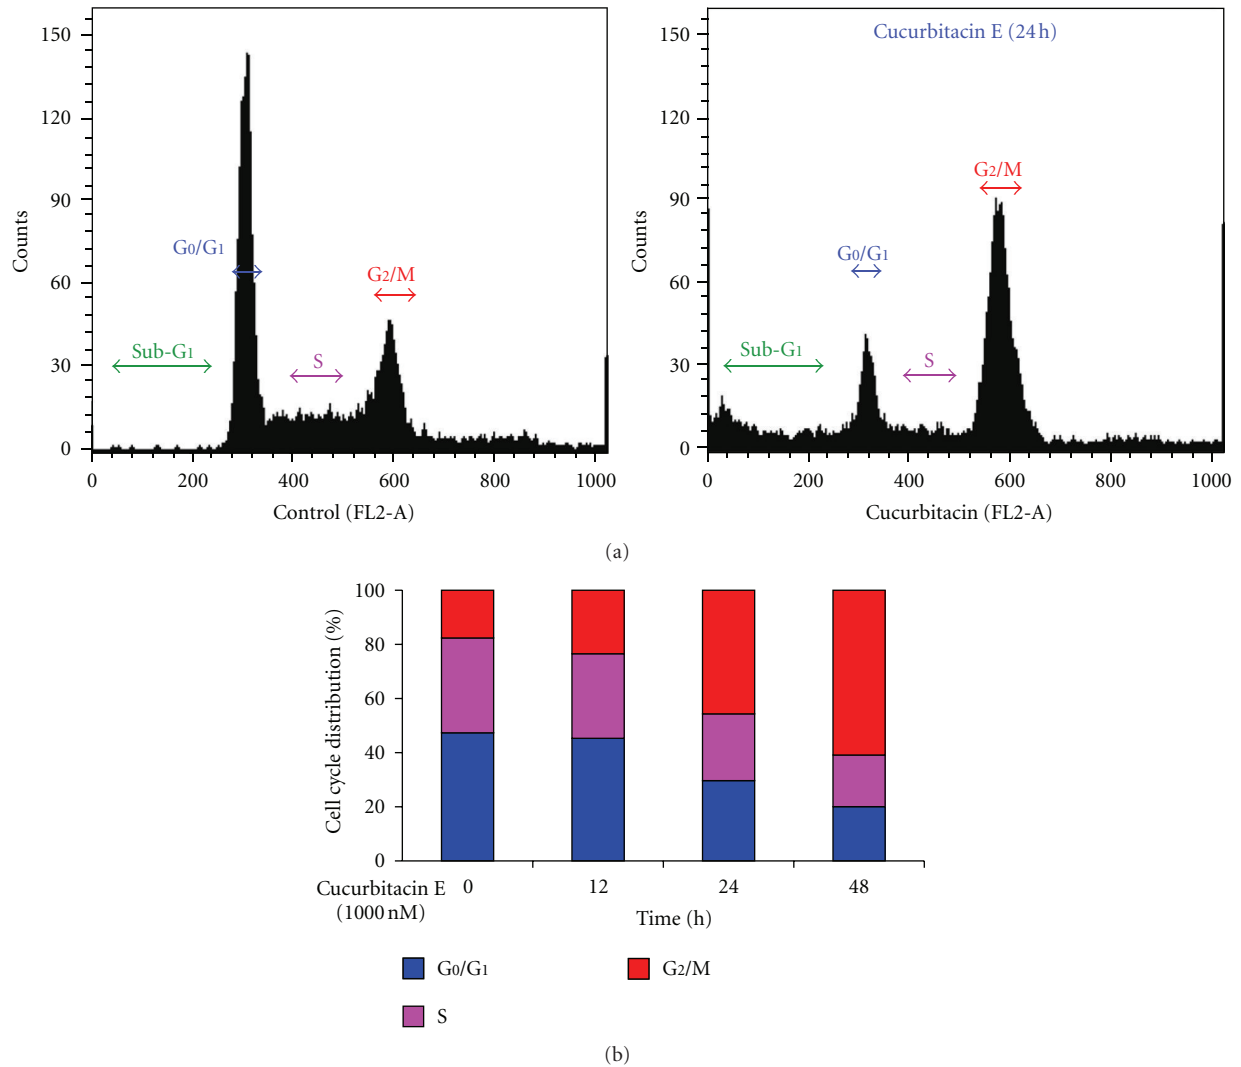 150
120
90
60
30
0
Counts
G0/G1
G2/M
Sub-G1
S
0 200 400 600 800 1000
Control (FL2-A)
Cucurbitacin E (24 h)
150
120
90
60
30
0
Counts
G2/M
G0/G1
Sub-G1
S
0 200 400 600 800 1000
Cucurbitacin (FL2-A)
(a)
100
80
60
40
20
0
Cell cycle distribution (%)
Cucurbitacin E 0 12 24 48
(1000 nM)
Time (h)
G0/G1
G2/M
S
(b)